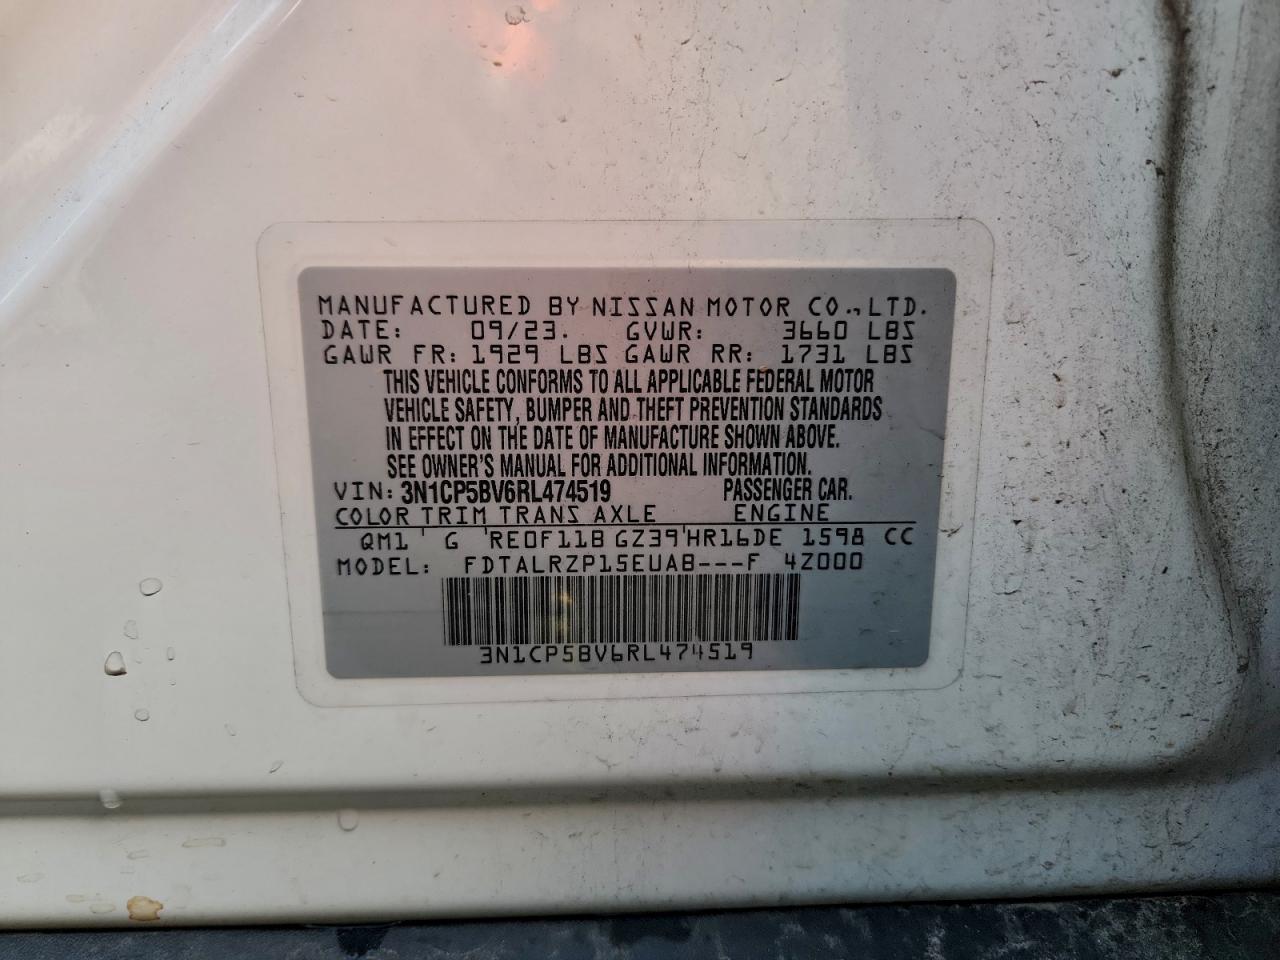 MANUFACTURED BY NISSAN MOTOR CO., LTD.
DATE: 09/23. GVWR: 3660 LBS
GAWR FR: 1929 LBS GAWR RR: 1731 LBS
THIS VEHICLE CONFORMS TO ALL APPLICABLE FEDERAL MOTOR
VEHICLE SAFETY, BUMPER AND THEFT PREVENTION STANDARDS
IN EFFECT ON THE DATE OF MANUFACTURE SHOWN ABOVE.
SEE OWNER'S MANUAL FOR ADDITIONAL INFORMATION.
VIN: 3N1CP5BV6RL474519 PASSENGER CAR.
COLOR TRIM TRANS AXLE ENGINE
QM1 ' G 'RE0F11B GZ39'HR16DE 1598 CC
MODEL: FDTALRZP15EUAB---F 4Z000
3N1CP5BV6RL474519